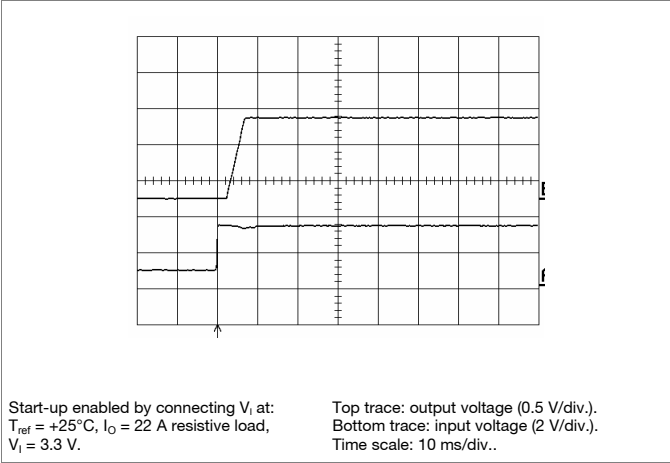 Start-up enabled by connecting VI at:
Tref = +25°C, IO = 22 A resistive load,
VI = 3.3 V.
Top trace: output voltage (0.5 V/div.).
Bottom trace: input voltage (2 V/div.).
Time scale: 10 ms/div..